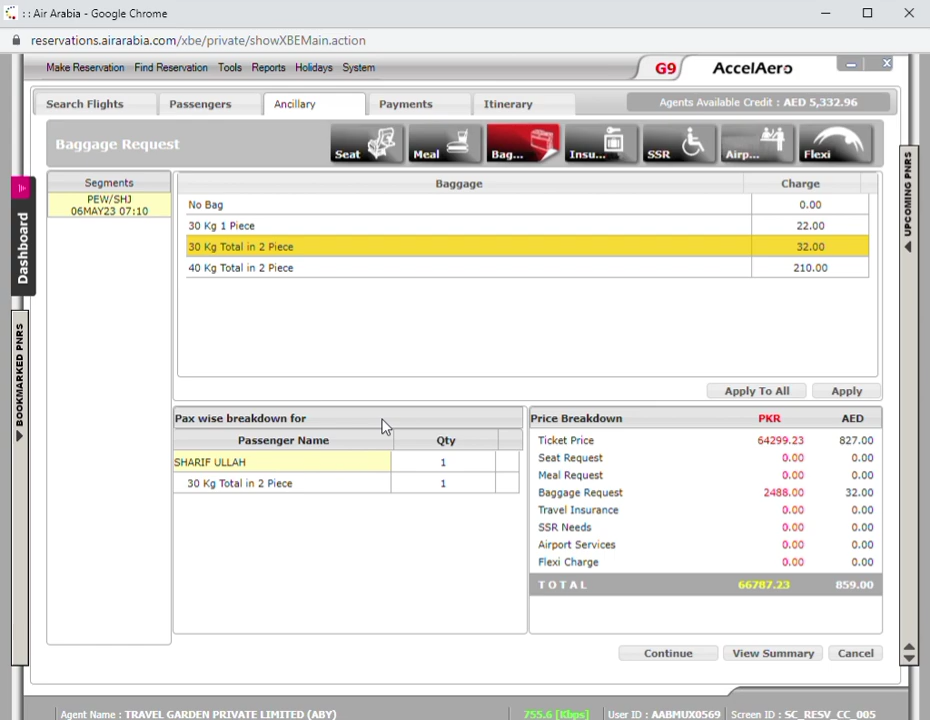 : : Air Arabia - Google Chrome
reservations.airarabia.com/xbe/private/showXBEMain.action
Make Reservation Find Reservation Tools Reports Holidays System
G9 AccelAero
Search Flights Passengers Ancillary Payments Itinerary Agents Available Credit : AED 5,332.96
Baggage Request Seat Meal Bag... Insu... SSR Airp... Flexi
Segments
PEW/SHJ
06MAY23 07:10
Baggage Charge
No Bag 0.00
30 Kg 1 Piece 22.00
30 Kg Total in 2 Piece 32.00
40 Kg Total in 2 Piece 210.00
Apply To All Apply
Pax wise breakdown for
Passenger Name Qty
SHARIF ULLAH 1
30 Kg Total in 2 Piece 1
Price Breakdown PKR AED
Ticket Price 64299.23 827.00
Seat Request 0.00 0.00
Meal Request 0.00 0.00
Baggage Request 2488.00 32.00
Travel Insurance 0.00 0.00
SSR Needs 0.00 0.00
Airport Services 0.00 0.00
Flexi Charge 0.00 0.00
T O T A L 66787.23 859.00
Continue View Summary Cancel
Dashboard
BOOKMARKED PNRS
UPCOMING PNRS
Agent Name : TRAVEL GARDEN PRIVATE LIMITED (ABY) 755.6 [Kbps] User ID : AABMUX0569 Screen ID : SC_RESV_CC_005